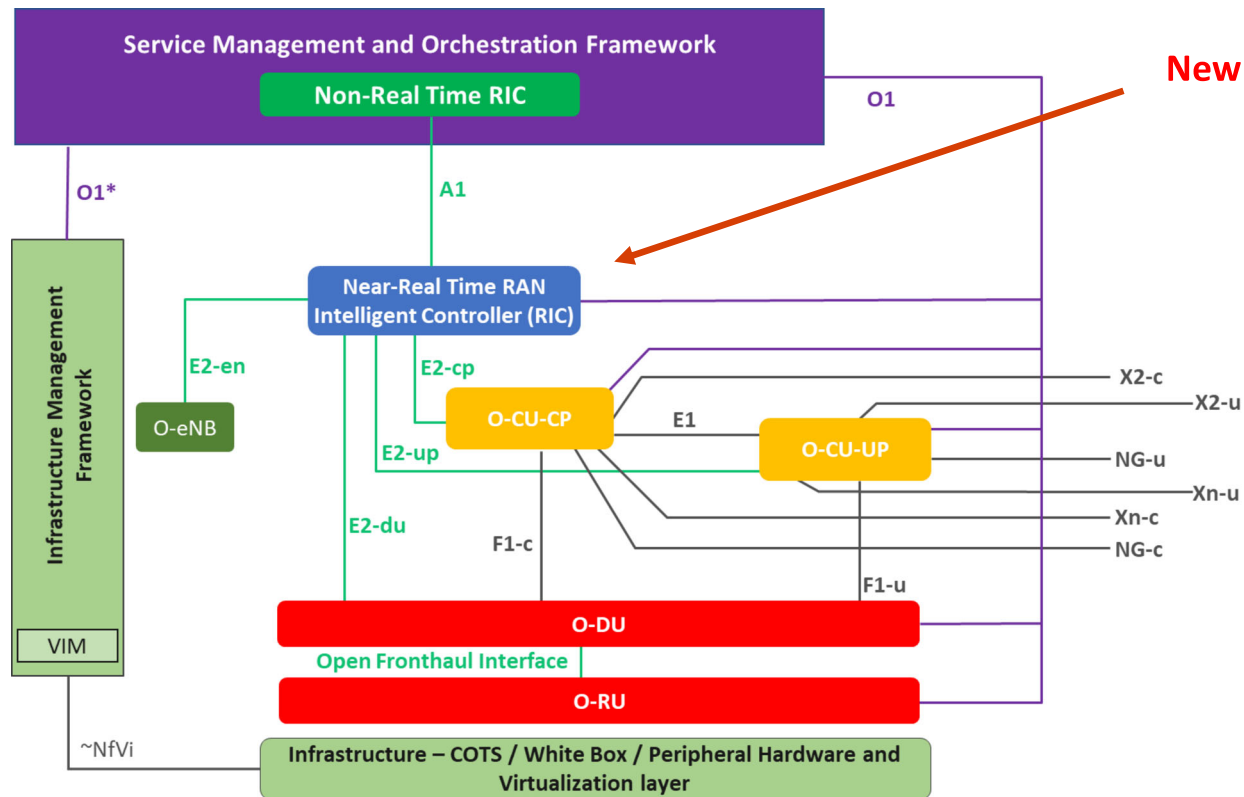 Service Management and Orchestration Framework
New
Non-Real Time RIC
O1
O1*
A1
Near-Real Time RAN
Intelligent Controller (RIC)
Infrastructure Management
Framework
E2-en
E2-cp
X2-c
X2-u
O-eNB
O-CU-CP
E1
O-CU-UP
E2-up
NG-u
Xn-u
E2-du
Xn-c
F1-c
NG-c
F1-u
O-DU
VIM
Open Fronthaul Interface
O-RU
~NfVi
Infrastructure – COTS / White Box / Peripheral Hardware and
Virtualization layer